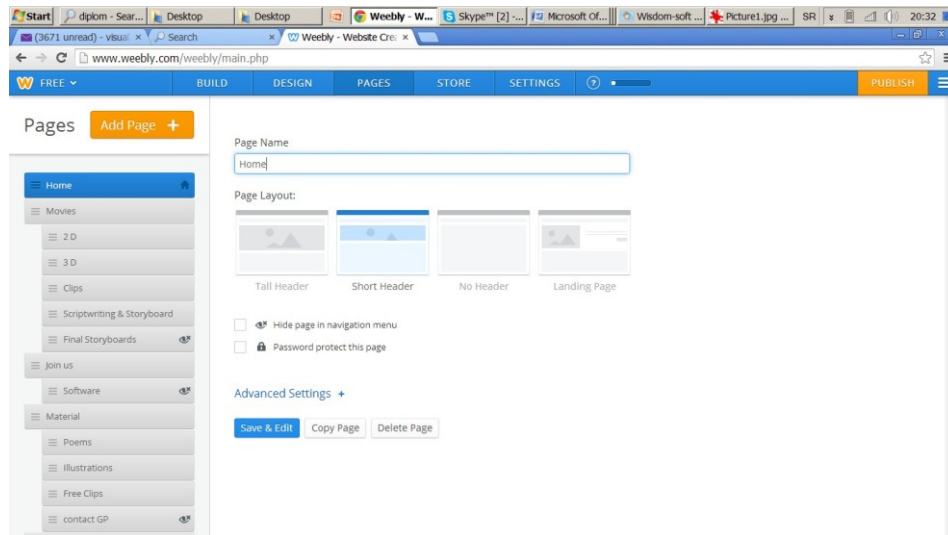 Start diplom - Sear... Desktop Desktop Weebly - W... Skype™ [2] -... Microsoft Of... Wisdom-soft ... Picture1.jpg ... SR 20:32
(3671 unread) - visual Search Weebly - Website Crea
www.weebly.com/weebly/main.php
FREE BUILD DESIGN PAGES STORE SETTINGS ? PUBLISH
Pages Add Page +
Page Name
Home
Page Layout:
Tall Header Short Header No Header Landing Page
Hide page in navigation menu
Password protect this page
Advanced Settings +
Save & Edit Copy Page Delete Page
Home
Movies
2 D
3 D
Clips
Scriptwriting & Storyboard
Final Storyboards
Join us
Software
Material
Poems
Illustrations
Free Clips
contact GP